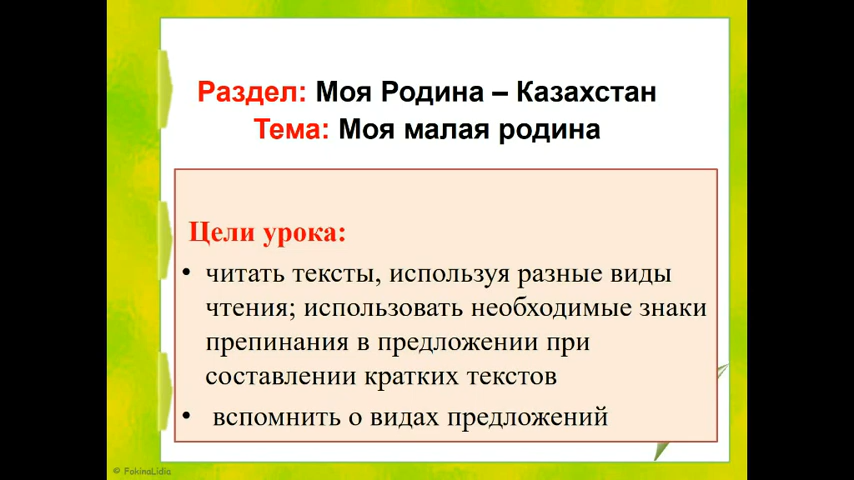 Раздел: Моя Родина – Казахстан
Тема: Моя малая родина
Цели урока:
• читать тексты, используя разные виды
чтения; использовать необходимые знаки
препинания в предложении при
составлении кратких текстов
• вспомнить о видах предложений
© FokinaLidia